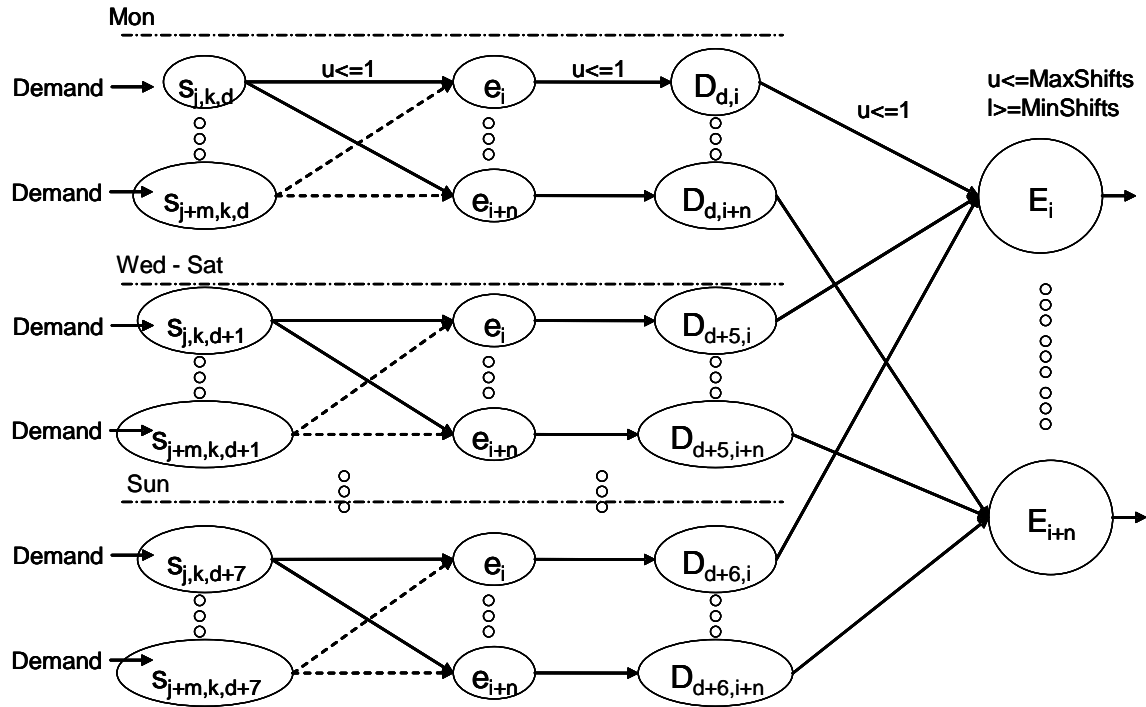 Mon
Demand s_{j,k,d} u<=1 e_i u<=1 D_{d,i}
u<=1
u<=MaxShifts
l>=MinShifts
Demand s_{j+m,k,d} e_{i+n} D_{d,i+n}
E_i
Wed - Sat
Demand s_{j,k,d+1} e_i D_{d+5,i}
Demand s_{j+m,k,d+1} e_{i+n} D_{d+5,i+n}
Sun
E_{i+n}
Demand s_{j,k,d+7} e_i D_{d+6,i}
Demand s_{j+m,k,d+7} e_{i+n} D_{d+6,i+n}